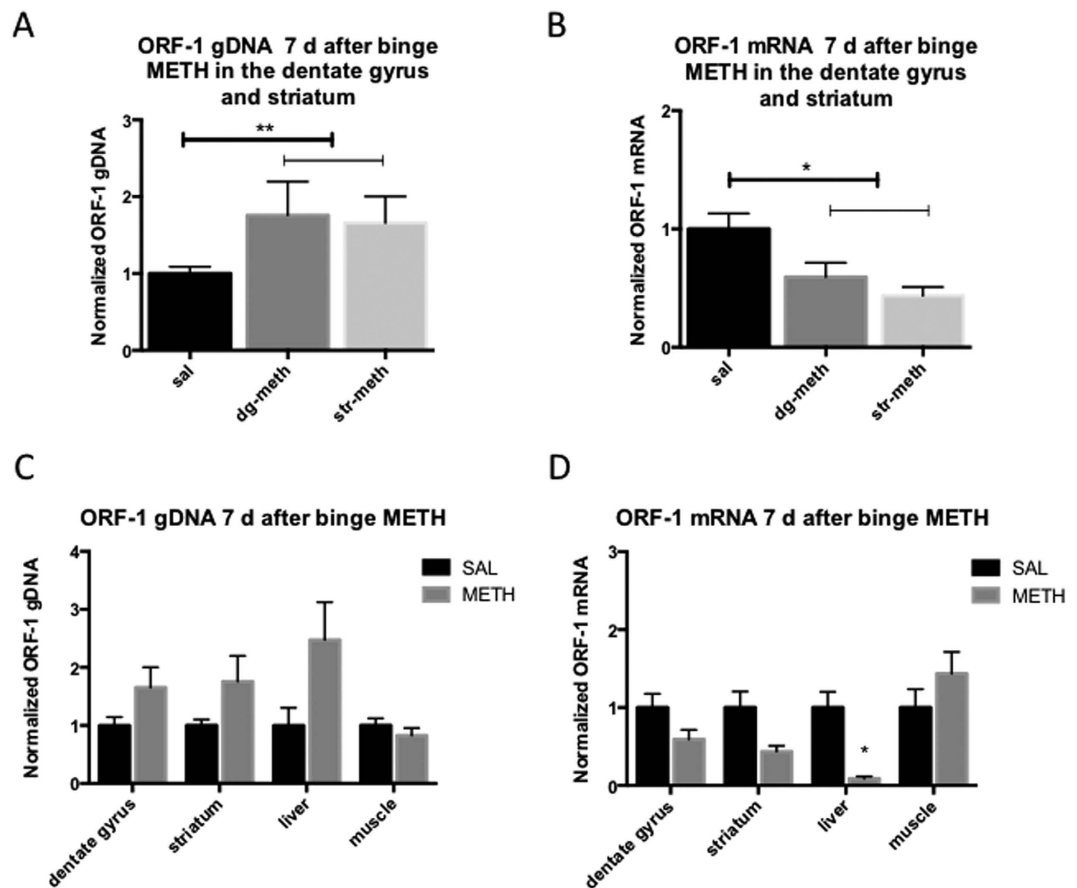 A
ORF-1 gDNA 7 d after binge
METH in the dentate gyrus
and striatum
Normalized ORF-1 gDNA
3
2
1
0
**
sal
dg-meth
str-meth
B
ORF-1 mRNA 7 d after binge
METH in the dentate gyrus
and striatum
Normalized ORF-1 mRNA
2
1
0
*
sal
dg-meth
str-meth
C
ORF-1 gDNA 7 d after binge METH
Normalized ORF-1 gDNA
4
3
2
1
0
SAL
METH
dentate gyrus
striatum
liver
muscle
D
ORF-1 mRNA 7 d after binge METH
Normalized ORF-1 mRNA
3
2
1
0
*
SAL
METH
dentate gyrus
striatum
liver
muscle